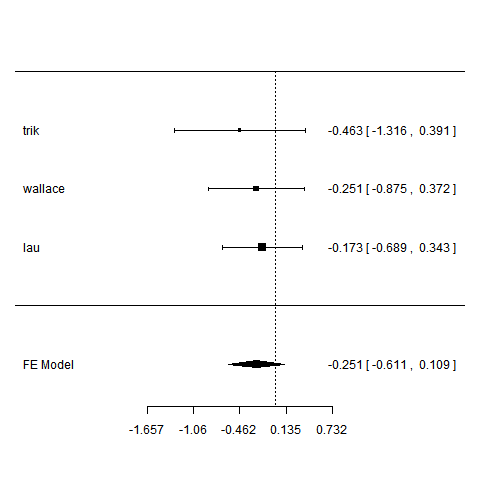 trik -0.463 [ -1.316 , 0.391 ]
wallace -0.251 [ -0.875 , 0.372 ]
lau -0.173 [ -0.689 , 0.343 ]
FE Model -0.251 [ -0.611 , 0.109 ]
-1.657 -1.06 -0.462 0.135 0.732